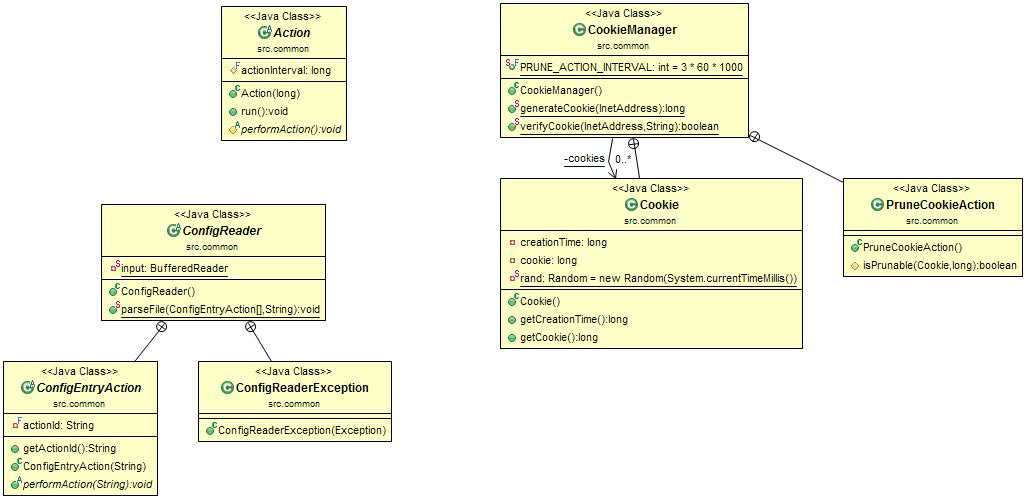 <<Java Class>>
Action
src.common
actionInterval: long
Action(long)
run():void
performAction():void
<<Java Class>>
CookieManager
src.common
PRUNE_ACTION_INTERVAL: int = 3 * 60 * 1000
CookieManager()
generateCookie(InetAddress):long
verifyCookie(InetAddress,String):boolean
-cookies 0..*
<<Java Class>>
Cookie
src.common
creationTime: long
cookie: long
rand: Random = new Random(System.currentTimeMillis())
Cookie()
getCreationTime():long
getCookie():long
<<Java Class>>
PruneCookieAction
src.common
PruneCookieAction()
isPrunable(Cookie,long):boolean
<<Java Class>>
ConfigReader
src.common
input: BufferedReader
ConfigReader()
parseFile(ConfigEntryAction[],String):void
<<Java Class>>
ConfigEntryAction
src.common
actionId: String
getActionId():String
ConfigEntryAction(String)
performAction(String):void
<<Java Class>>
ConfigReaderException
src.common
ConfigReaderException(Exception)